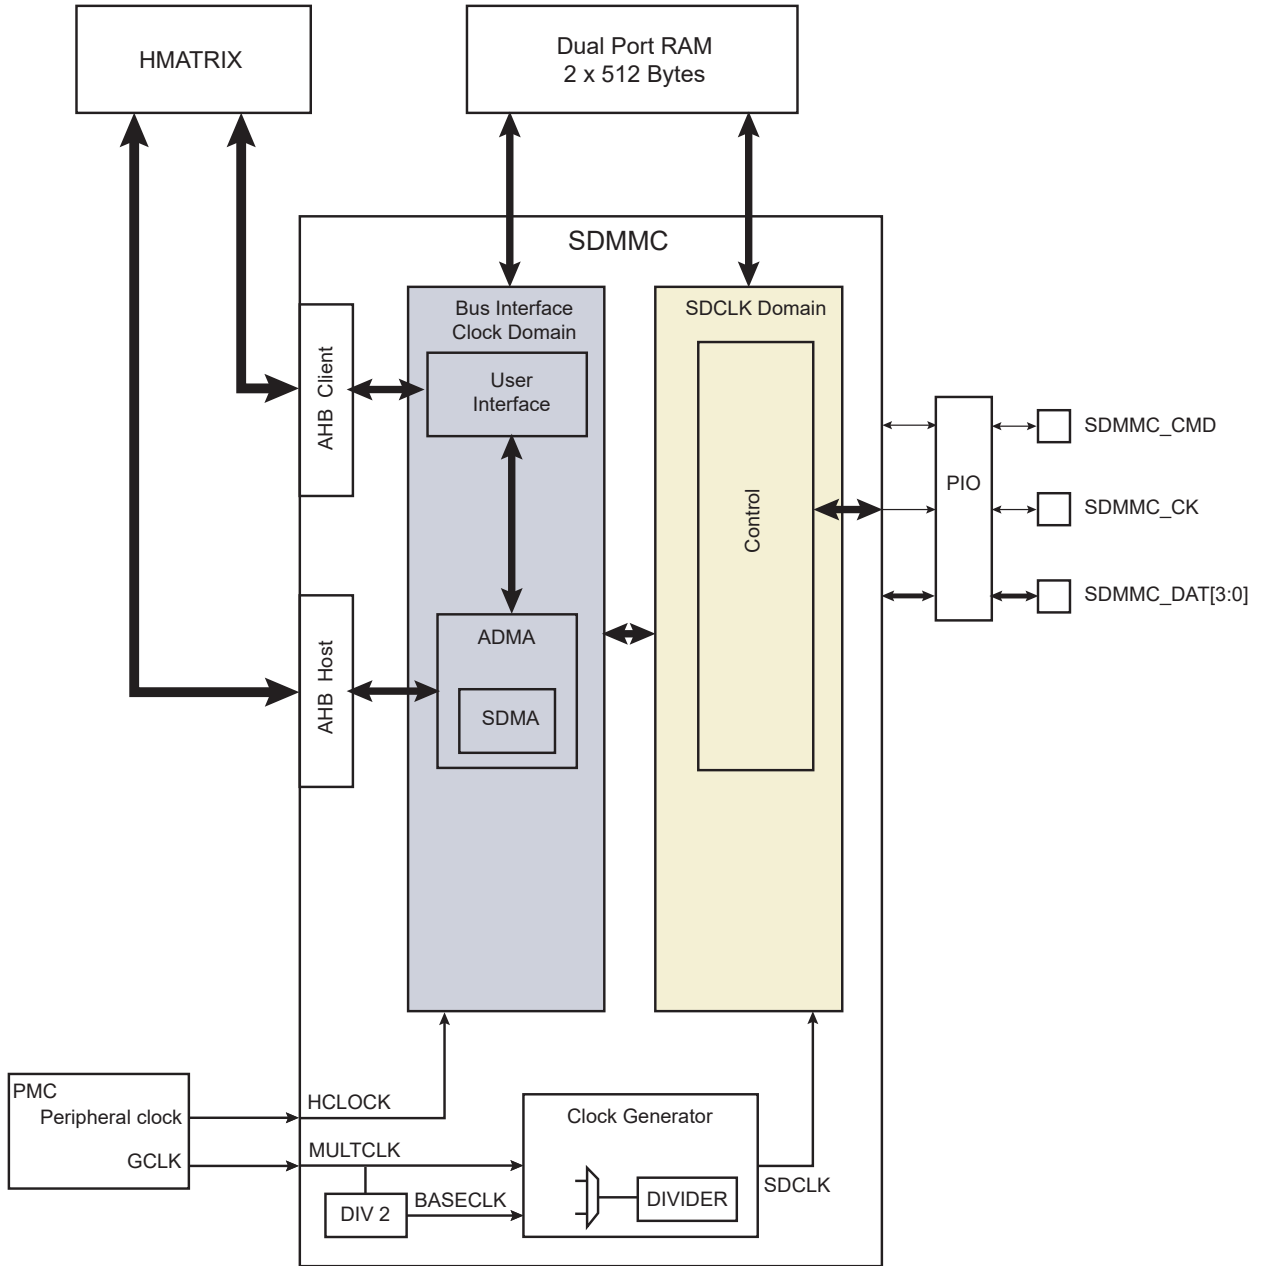 HMATRIX
Dual Port RAM
2 x 512 Bytes
SDMMC
Bus Interface
Clock Domain
SDCLK Domain
AHB Client
User
Interface
Control
PIO
SDMMC_CMD
SDMMC_CK
SDMMC_DAT[3:0]
AHB Host
ADMA
SDMA
PMC
Peripheral clock
GCLK
HCLOCK
MULTCLK
DIV 2
BASECLK
Clock Generator
DIVIDER
SDCLK